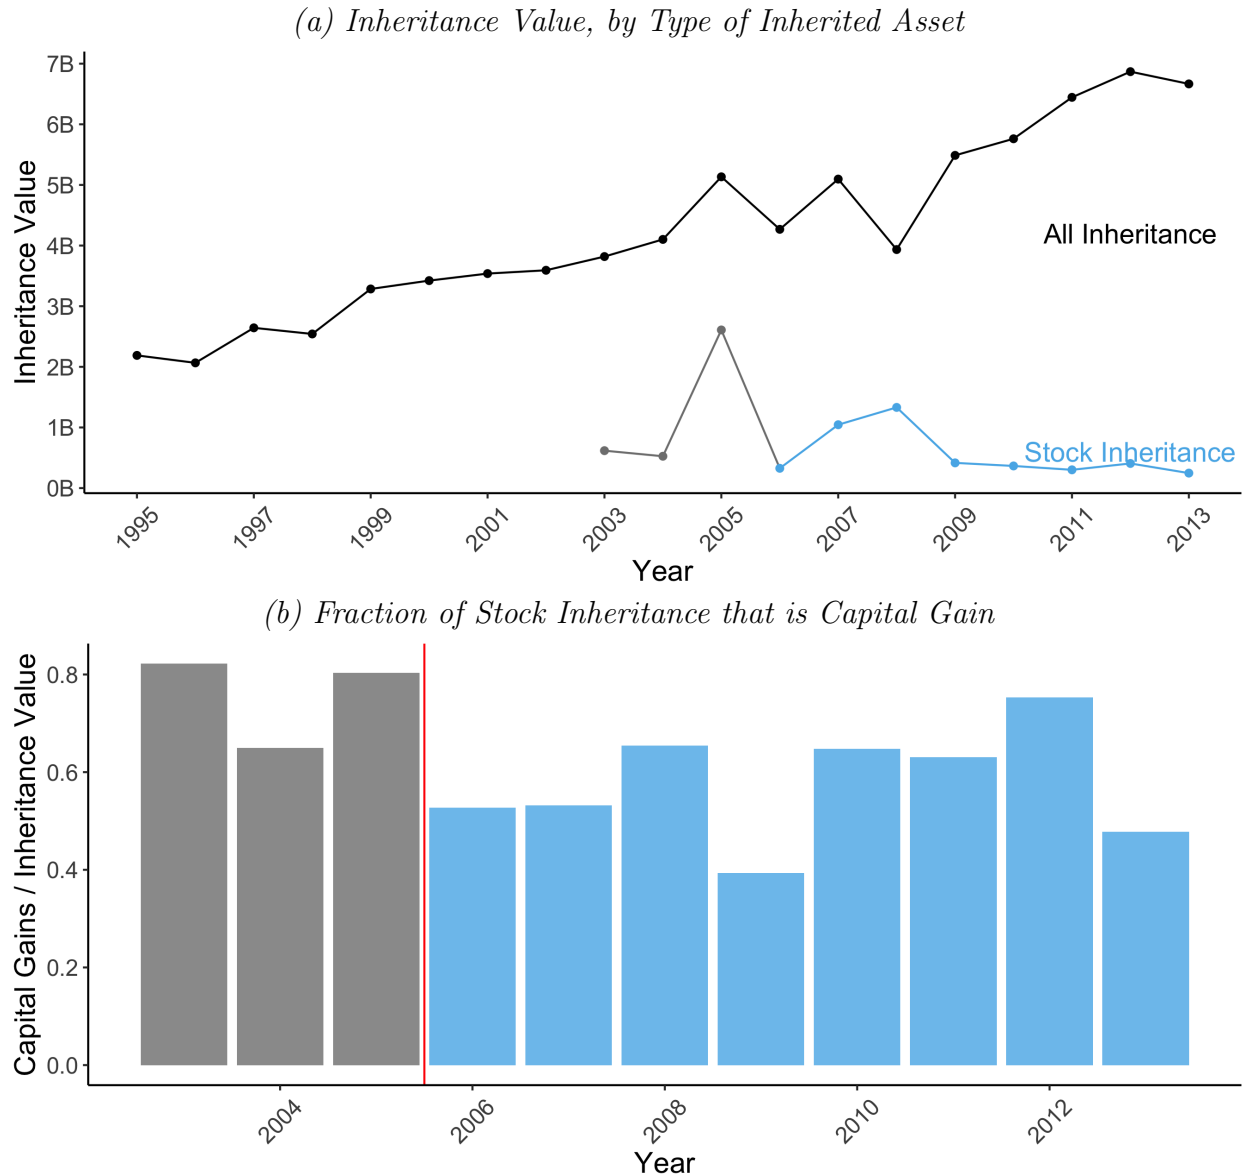 (a) Inheritance Value, by Type of Inherited Asset
Inheritance Value
7B
6B
5B
4B
3B
2B
1B
0B
All Inheritance
Stock Inheritance
1995
1997
1999
2001
2003
2005
2007
2009
2011
2013
Year
(b) Fraction of Stock Inheritance that is Capital Gain
Capital Gains / Inheritance Value
0.8
0.6
0.4
0.2
0.0
2004
2006
2008
2010
2012
Year